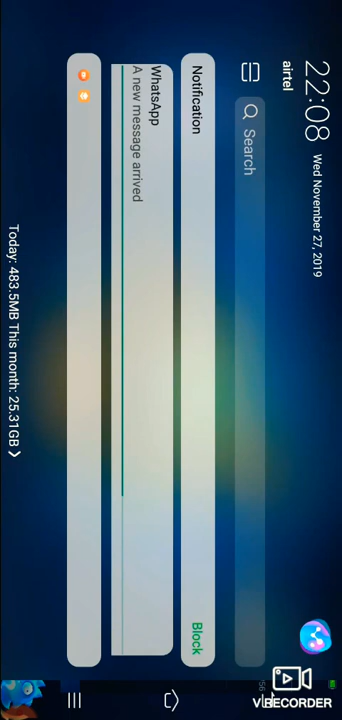 22:08
Wed November 27, 2019
airtel
Search
Notification
Block
WhatsApp
A new message arrived
Today: 483.5MB This month: 25.31GB
VIRECORDER